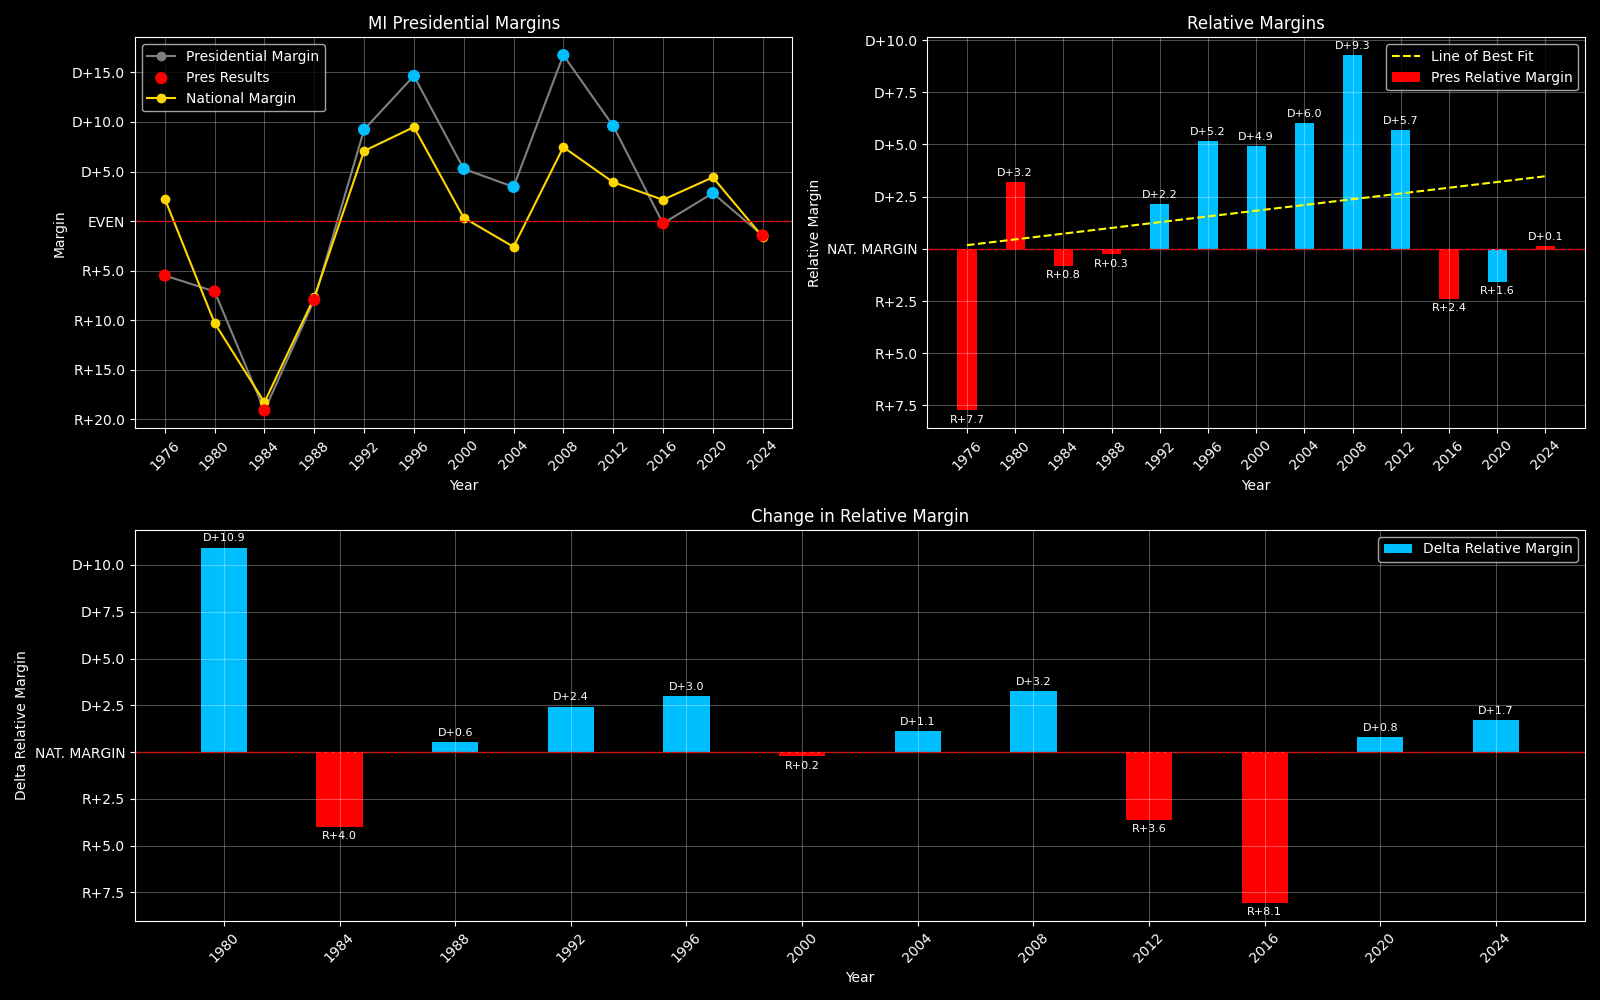 MI Presidential Margins
Presidential Margin
Pres Results
National Margin
Margin
D+15.0
D+10.0
D+5.0
EVEN
R+5.0
R+10.0
R+15.0
R+20.0
1976
1980
1984
1988
1992
1996
2000
2004
2008
2012
2016
2020
2024
Year
Relative Margins
Line of Best Fit
Pres Relative Margin
Relative Margin
D+10.0
D+7.5
D+5.0
D+2.5
NAT. MARGIN
R+2.5
R+5.0
R+7.5
R+7.7
D+3.2
R+0.8
R+0.3
D+2.2
D+5.2
D+4.9
D+6.0
D+9.3
D+5.7
R+2.4
R+1.6
D+0.1
1976
1980
1984
1988
1992
1996
2000
2004
2008
2012
2016
2020
2024
Year
Change in Relative Margin
Delta Relative Margin
Delta Relative Margin
D+10.0
D+7.5
D+5.0
D+2.5
NAT. MARGIN
R+2.5
R+5.0
R+7.5
D+10.9
R+4.0
D+0.6
D+2.4
D+3.0
R+0.2
D+1.1
D+3.2
R+3.6
R+8.1
D+0.8
D+1.7
1980
1984
1988
1992
1996
2000
2004
2008
2012
2016
2020
2024
Year